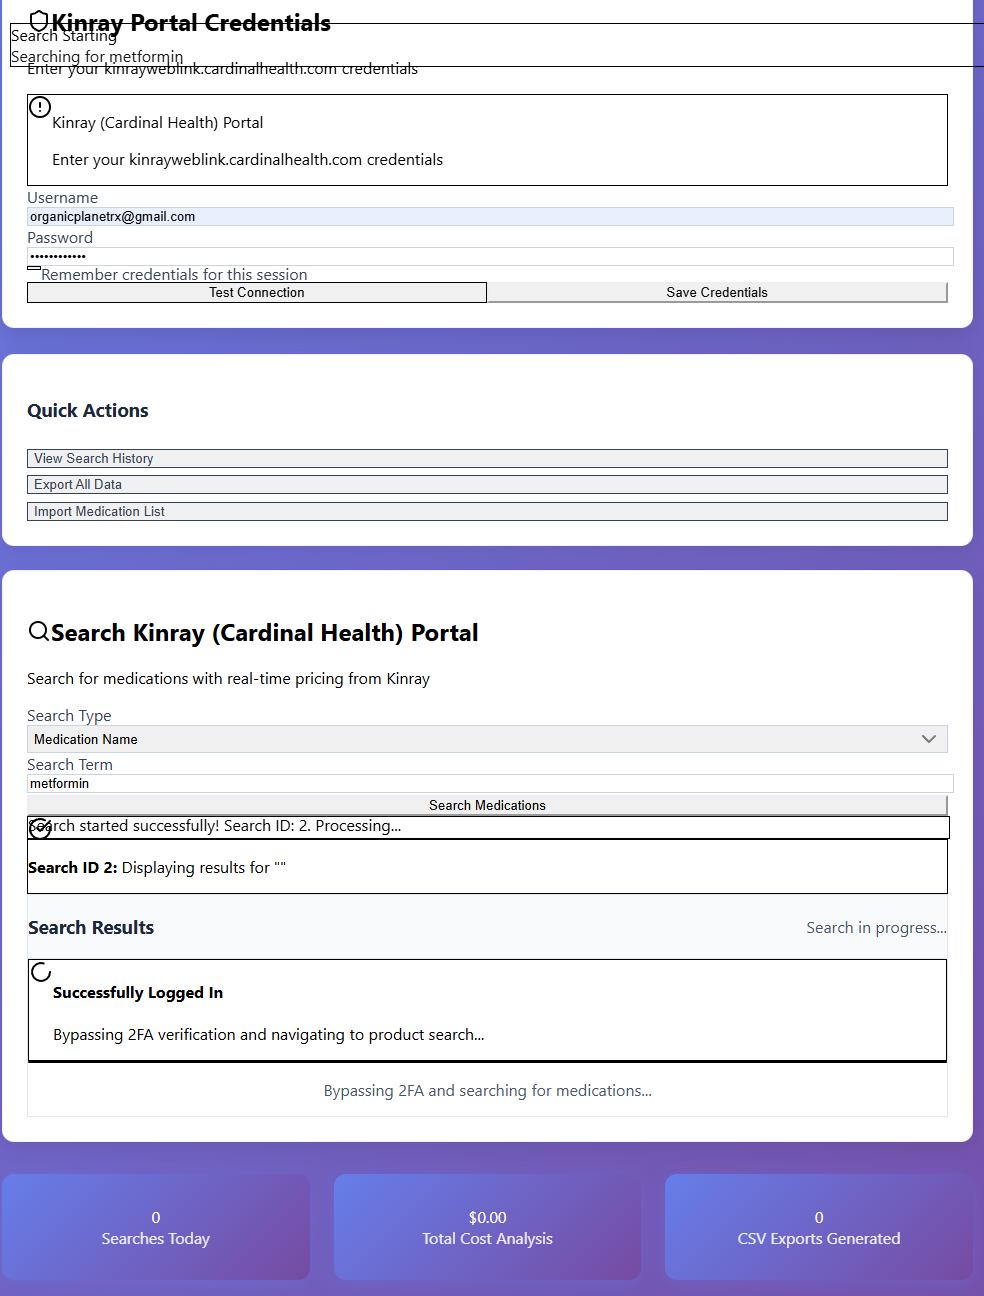 Kinray Portal Credentials
Search Starting
Searching for metformin
Enter your kinrayweblink.cardinalhealth.com credentials
Kinray (Cardinal Health) Portal
Enter your kinrayweblink.cardinalhealth.com credentials
Username
organicplanetrx@gmail.com
Password
••••••••••••
Remember credentials for this session
Test Connection
Save Credentials
Quick Actions
View Search History
Export All Data
Import Medication List
Search Kinray (Cardinal Health) Portal
Search for medications with real-time pricing from Kinray
Search Type
Medication Name
Search Term
metformin
Search Medications
Search started successfully! Search ID: 2. Processing...
Search ID 2: Displaying results for ""
Search Results
Search in progress...
Successfully Logged In
Bypassing 2FA verification and navigating to product search...
Bypassing 2FA and searching for medications...
0
Searches Today
$0.00
Total Cost Analysis
0
CSV Exports Generated